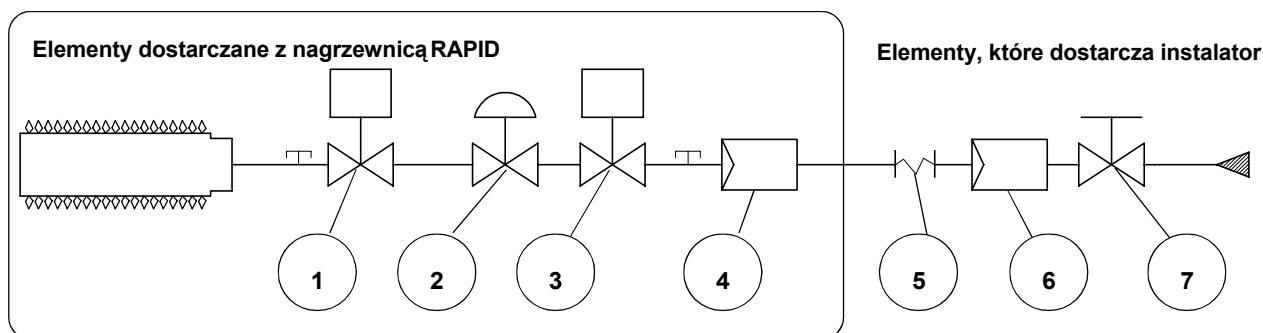 Elementy dostarczane z nagrzewnicą RAPID
Elementy, które dostarcza instalator
1 2 3 4 5 6 7